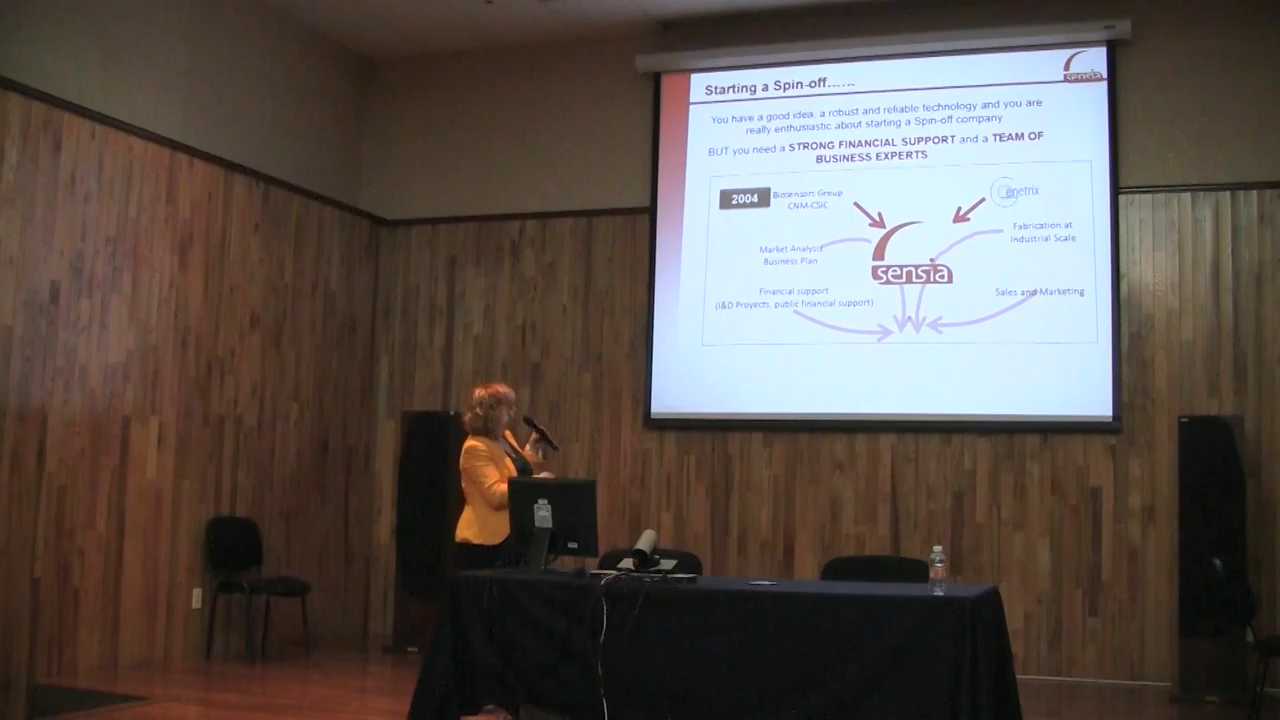 Starting a Spin-off......
sensia
You have a good idea, a robust and reliable technology and you are
really enthusiastic about starting a Spin-off company
BUT you need a STRONG FINANCIAL SUPPORT and a TEAM OF
BUSINESS EXPERTS
2004
Biosensors Group
CNM-CSIC
Genetrix
Market Analysis
Business Plan
Fabrication at
Industrial Scale
sensia
Financial support
(I&D Proyects, public financial support)
Sales and Marketing